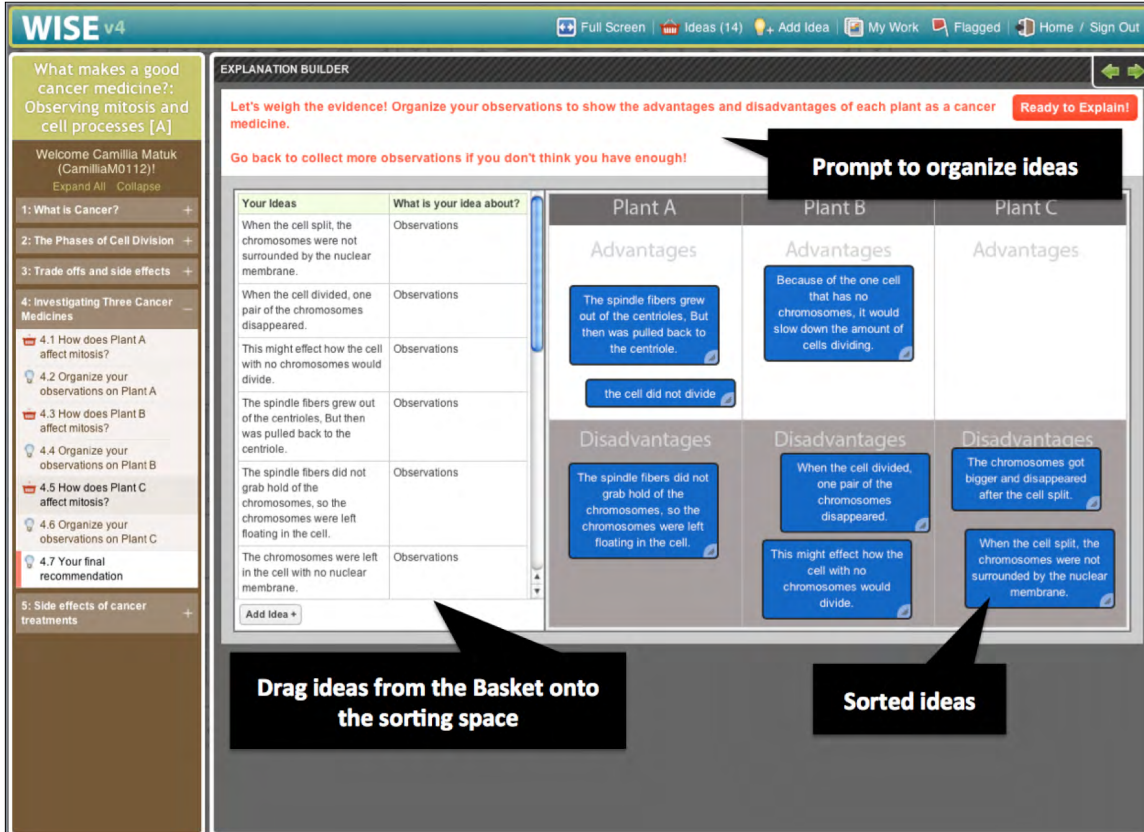 WISE v4
Full Screen
Ideas (14)
Add Idea
My Work
Flagged
Home / Sign Out
What makes a good
cancer medicine?:
Observing mitosis and
cell processes [A]
Welcome Camillia Matuk
(CamilliaM0112)!
Expand All Collapse
1: What is Cancer? +
2: The Phases of Cell Division +
3: Trade offs and side effects +
4: Investigating Three Cancer
Medicines –
4.1 How does Plant A
affect mitosis?
4.2 Organize your
observations on Plant A
4.3 How does Plant B
affect mitosis?
4.4 Organize your
observations on Plant B
4.5 How does Plant C
affect mitosis?
4.6 Organize your
observations on Plant C
4.7 Your final
recommendation
5: Side effects of cancer
treatments +
EXPLANATION BUILDER
Let's weigh the evidence! Organize your observations to show the advantages and disadvantages of each plant as a cancer
medicine.
Go back to collect more observations if you don't think you have enough!
Ready to Explain!
Prompt to organize ideas
Your Ideas What is your idea about?
When the cell split, the Observations
chromosomes were not
surrounded by the nuclear
membrane.
When the cell divided, one Observations
pair of the chromosomes
disappeared.
This might effect how the cell Observations
with no chromosomes would
divide.
The spindle fibers grew out Observations
of the centrioles, But then
was pulled back to the
centriole.
The spindle fibers did not Observations
grab hold of the
chromosomes, so the
chromosomes were left
floating in the cell.
The chromosomes were left Observations
in the cell with no nuclear
membrane.
Add Idea +
Plant A
Advantages
The spindle fibers grew
out of the centrioles, But
then was pulled back to
the centriole.
the cell did not divide
Disadvantages
The spindle fibers did not
grab hold of the
chromosomes, so the
chromosomes were left
floating in the cell.
Plant B
Advantages
Because of the one cell
that has no
chromosomes, it would
slow down the amount of
cells dividing.
Disadvantages
When the cell divided,
one pair of the
chromosomes
disappeared.
This might effect how the
cell with no
chromosomes would
divide.
Plant C
Advantages
Disadvantages
The chromosomes got
bigger and disappeared
after the cell split.
When the cell split, the
chromosomes were not
surrounded by the nuclear
membrane.
Drag ideas from the Basket onto
the sorting space
Sorted ideas